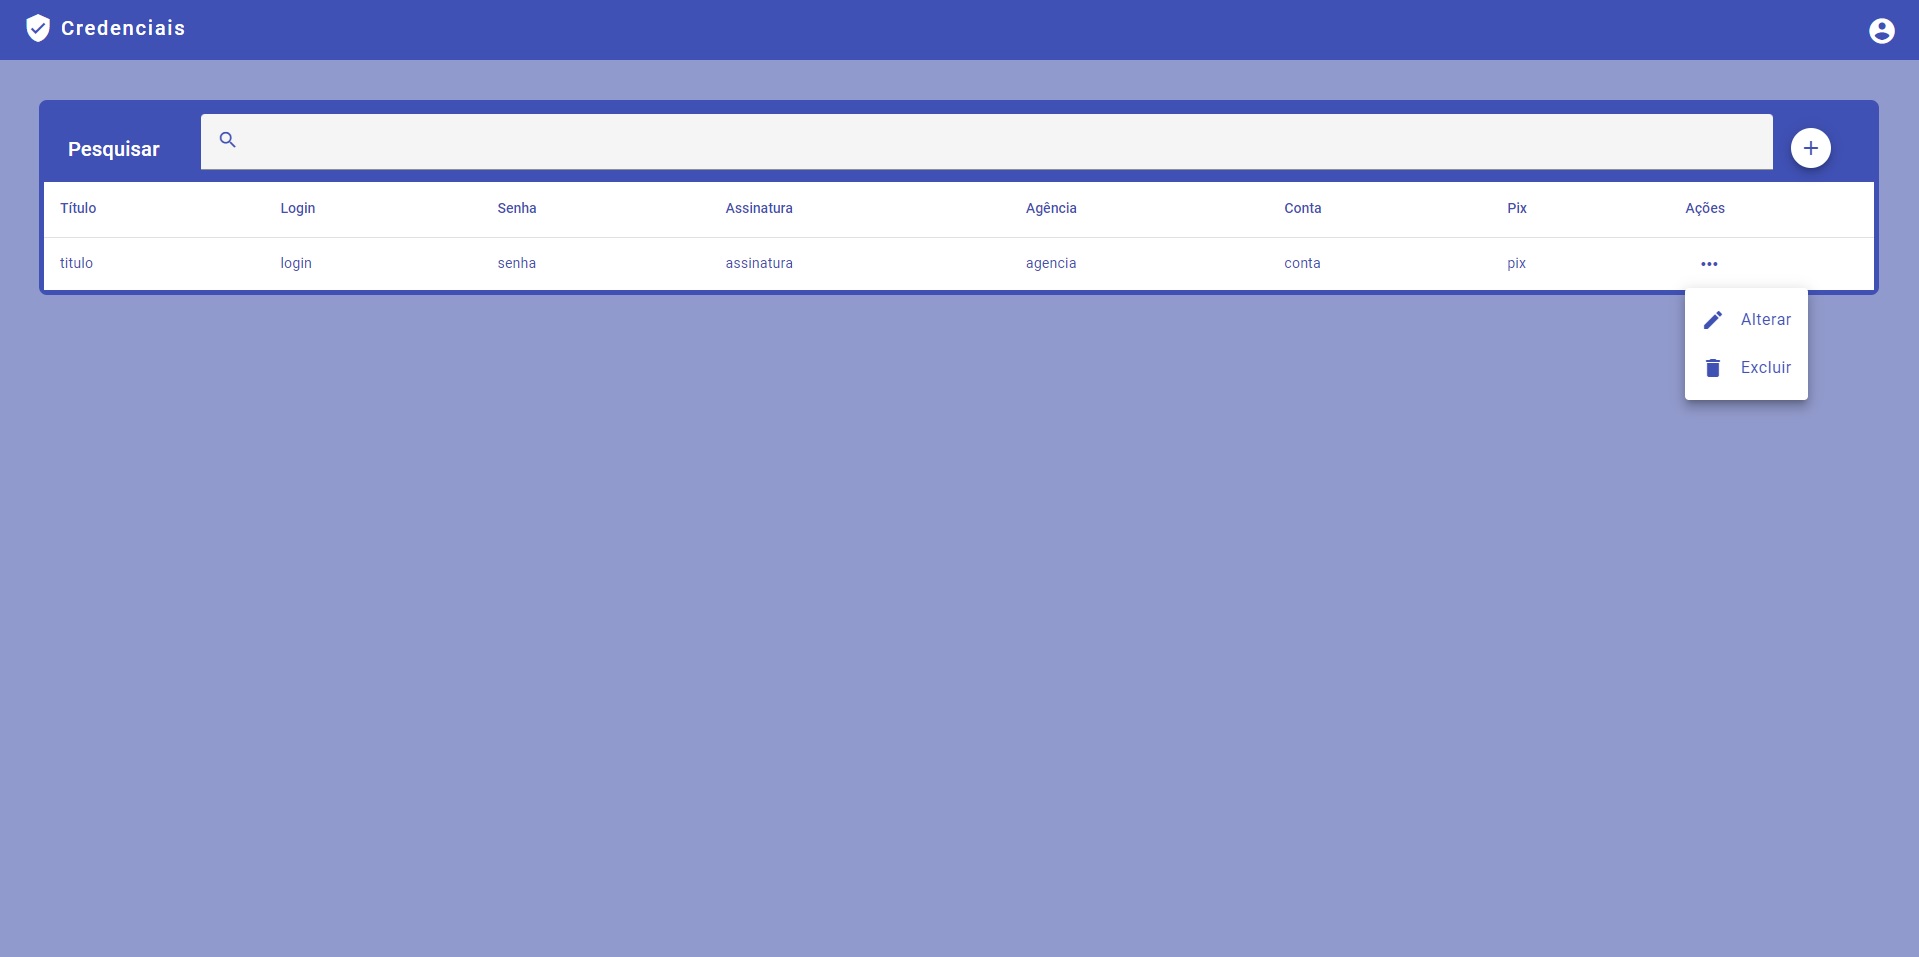 Credenciais
Pesquisar
Título Login Senha Assinatura Agência Conta Pix Ações
titulo login senha assinatura agencia conta pix
Alterar
Excluir